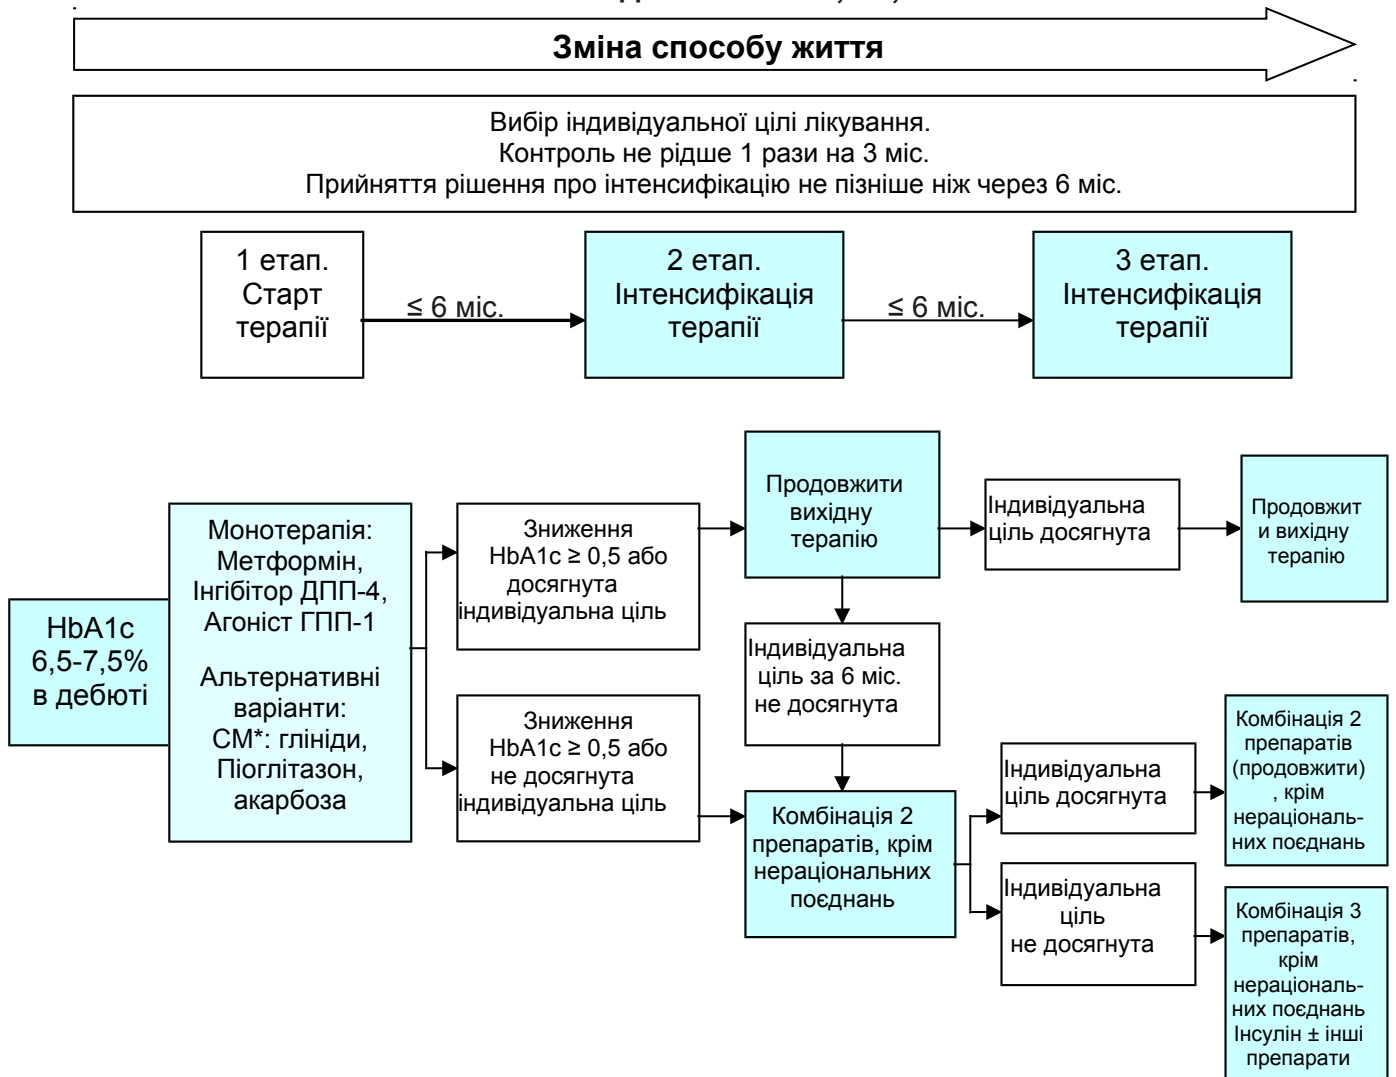 Зміна способу життя
Вибір індивідуальної цілі лікування.
Контроль не рідше 1 рази на 3 міс.
Прийняття рішення про інтенсифікацію не пізніше ніж через 6 міс.
1 етап.
Старт
терапії
≤ 6 міс.
2 етап.
Інтенсифікація
терапії
≤ 6 міс.
3 етап.
Інтенсифікація
терапії
HbA1c
6,5-7,5%
в дебюті
Монотерапія:
Метформін,
Інгібітор ДПП-4,
Агоніст ГПП-1
Альтернативні
варіанти:
СМ*: глініди,
Піоглітазон,
акарбоза
Зниження
HbA1c ≥ 0,5 або
досягнута
індивідуальна ціль
Зниження
HbA1c ≥ 0,5 або
не досягнута
індивідуальна ціль
Продовжити
вихідну
терапію
Індивідуальна
ціль за 6 міс.
не досягнута
Комбінація 2
препаратів, крім
нераціональних
поєднань
Індивідуальна
ціль досягнута
Продовжит
и вихідну
терапію
Індивідуальна
ціль досягнута
Комбінація 2
препаратів
(продовжити)
, крім
нераціональ-
них поєднань
Індивідуальна
ціль
не досягнута
Комбінація 3
препаратів,
крім
нераціональ-
них поєднань
Інсулін ± інші
препарати